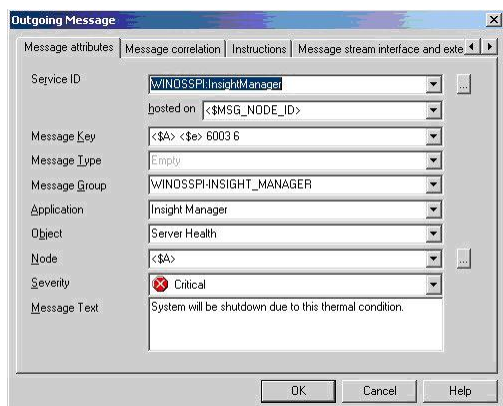 Outgoing Message
Message attributes Message correlation Instructions Message stream interface and exte
Service ID WINOSSPI:InsightManager ...
hosted on <$MSG_NODE_ID>
Message Key <$A> <$e> 6003 6
Message Type Empty
Message Group WINOSSPI-INSIGHT_MANAGER
Application Insight Manager
Object Server Health
Node <$A> ...
Severity Critical
Message Text System will be shutdown due to this thermal condition.
OK Cancel Help